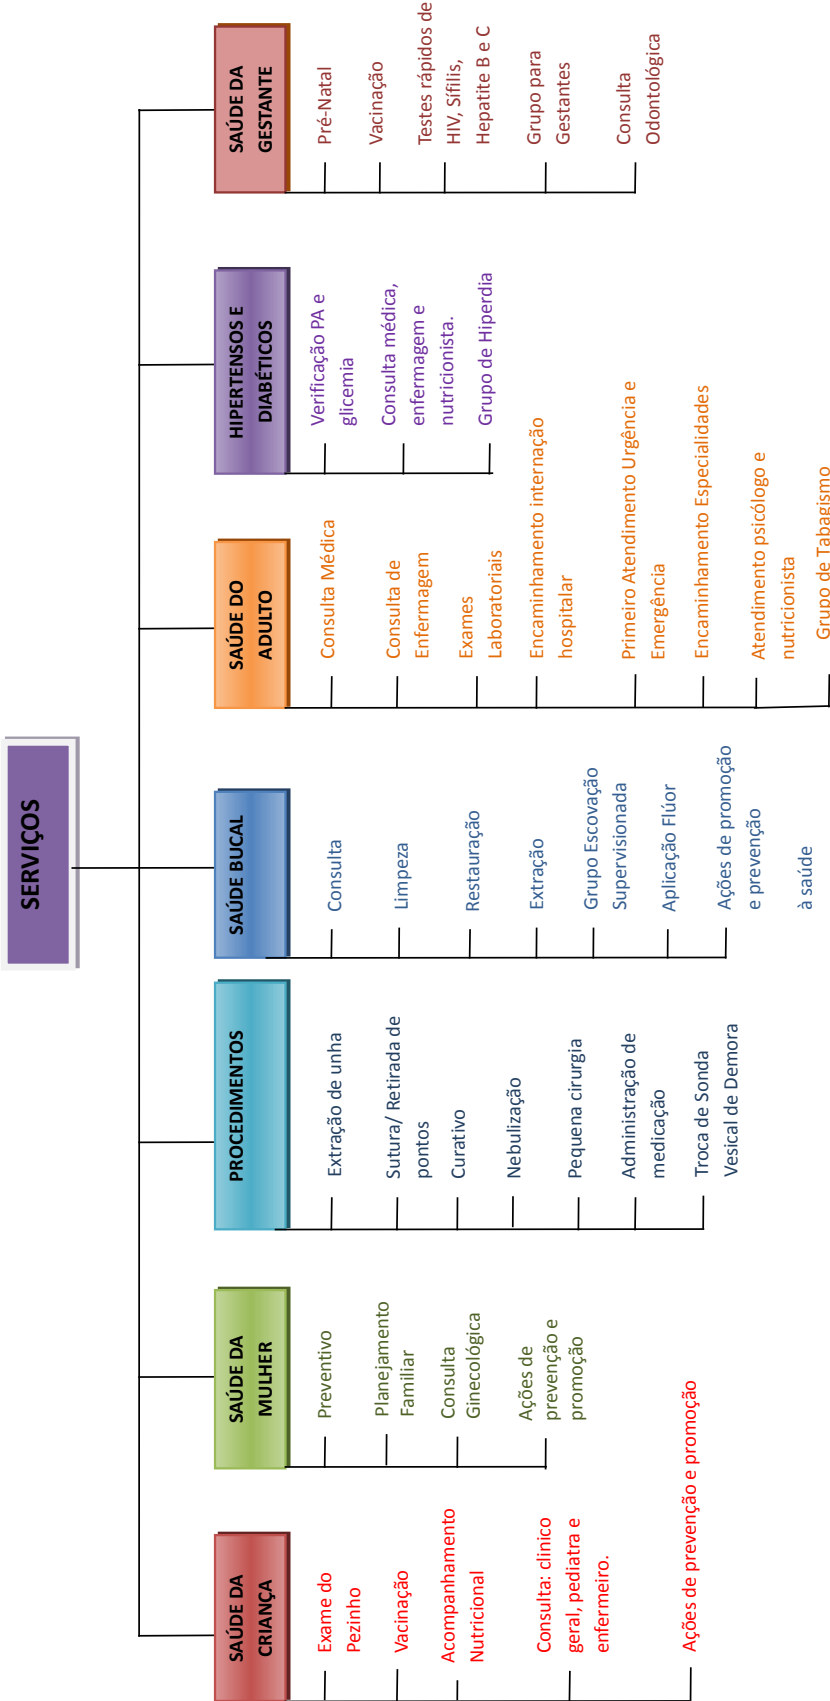 SERVIÇOS
SAÚDE DA
CRIANÇA
Exame do
Pezinho
Vacinação
Acompanhamento
Nutricional
Consulta: clinico
geral, pediatra e
enfermeiro.
Ações de prevenção e promoção
SAÚDE DA
MULHER
Preventivo
Planejamento
Familiar
Consulta
Ginecológica
Ações de
prevenção e
promoção
PROCEDIMENTOS
Extração de unha
Sutura/ Retirada de
pontos
Curativo
Nebulização
Pequena cirurgia
Administração de
medicação
Troca de Sonda
Vesical de Demora
SAÚDE BUCAL
Consulta
Limpeza
Restauração
Extração
Grupo Escovação
Supervisionada
Aplicação Flúor
Ações de promoção
e prevenção
à saúde
SAÚDE DO
ADULTO
Consulta Médica
Consulta de
Enfermagem
Exames
Laboratoriais
Encaminhamento internação
hospitalar
Primeiro Atendimento Urgência e
Emergência
Encaminhamento Especialidades
Atendimento psicólogo e
nutricionista
Grupo de Tabagismo
HIPERTENSOS E
DIABÉTICOS
Verificação PA e
glicemia
Consulta médica,
enfermagem e
nutricionista.
Grupo de Hiperdia
SAÚDE DA
GESTANTE
Pré-Natal
Vacinação
Testes rápidos de
HIV, Sífilis,
Hepatite B e C
Grupo para
Gestantes
Consulta
Odontológica